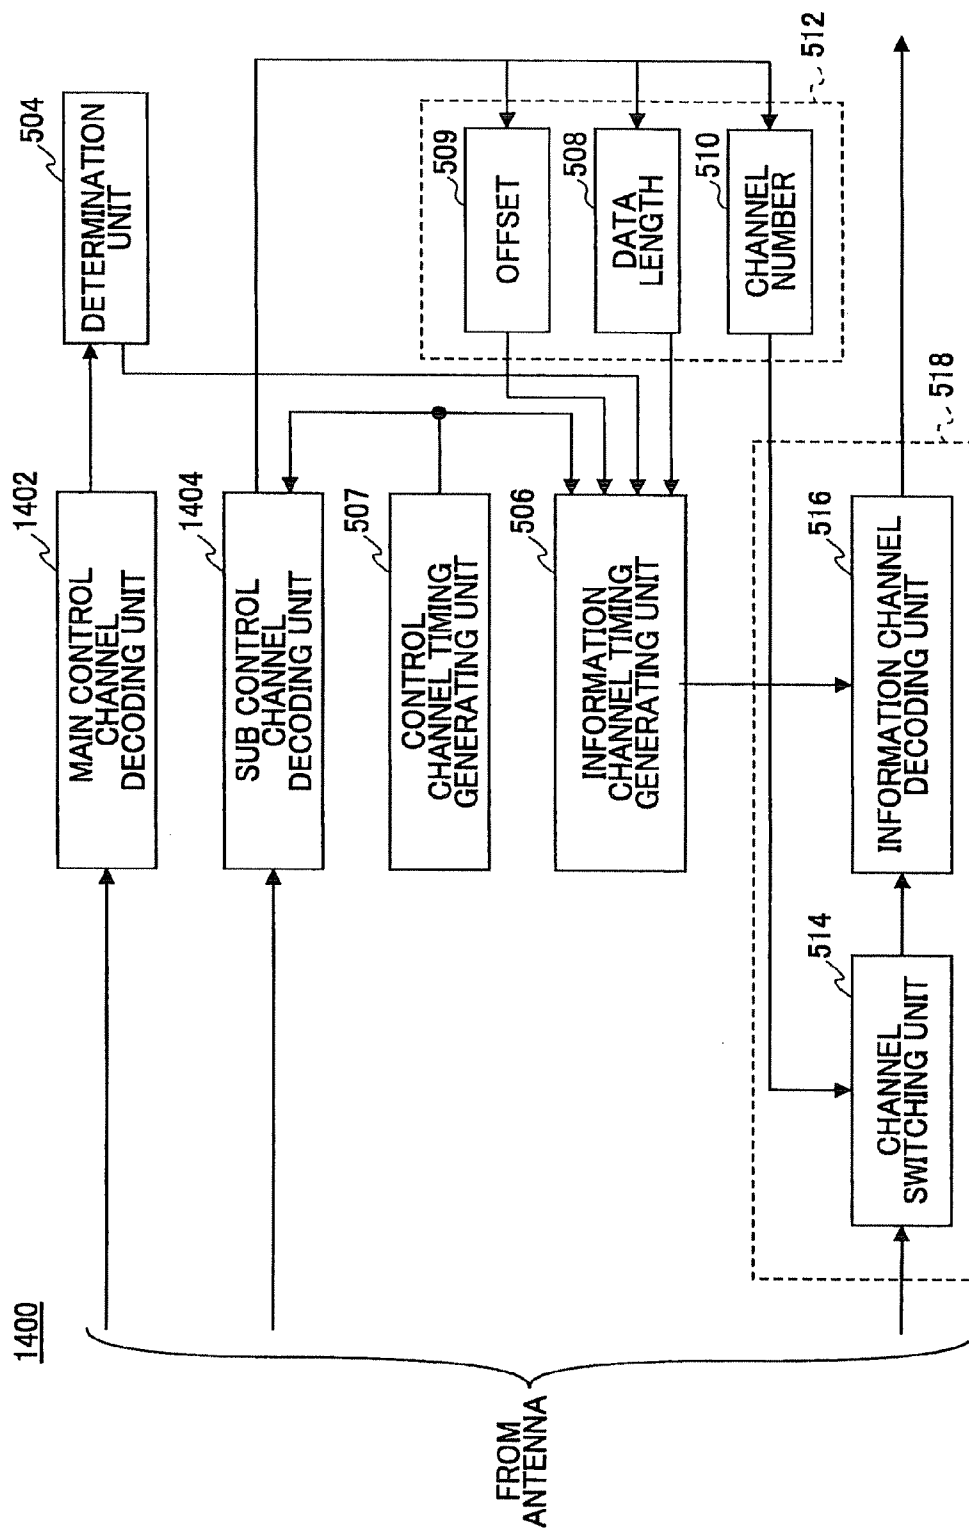 1400
FROM
ANTENNA
1402
MAIN CONTROL
CHANNEL
DECODING UNIT
504
DETERMINATION
UNIT
1404
SUB CONTROL
CHANNEL
DECODING UNIT
507
CONTROL
CHANNEL TIMING
GENERATING UNIT
506
INFORMATION
CHANNEL TIMING
GENERATING UNIT
509
OFFSET
508
DATA
LENGTH
510
CHANNEL
NUMBER
512
514
CHANNEL
SWITCHING UNIT
516
INFORMATION CHANNEL
DECODING UNIT
518